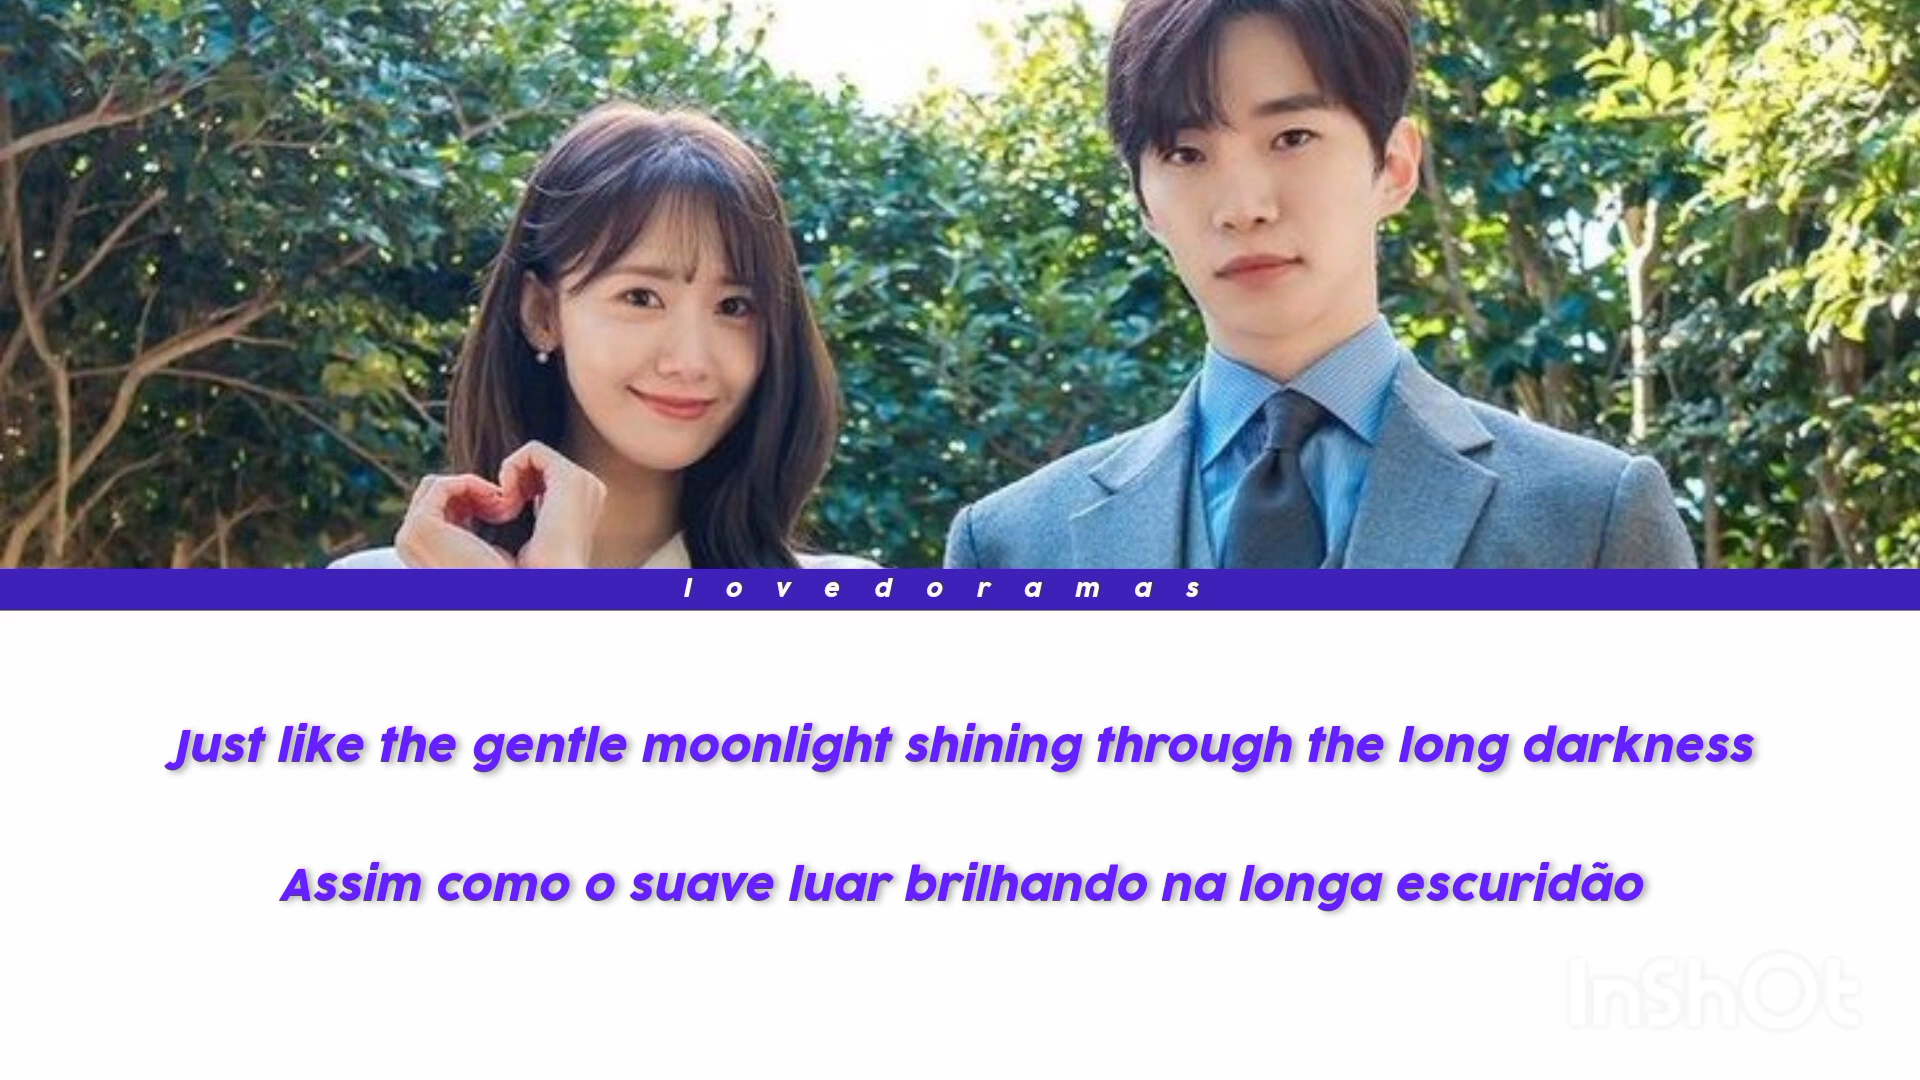 lovedoramas
Just like the gentle moonlight shining through the long darkness
Assim como o suave luar brilhando na longa escuridão
InShOt